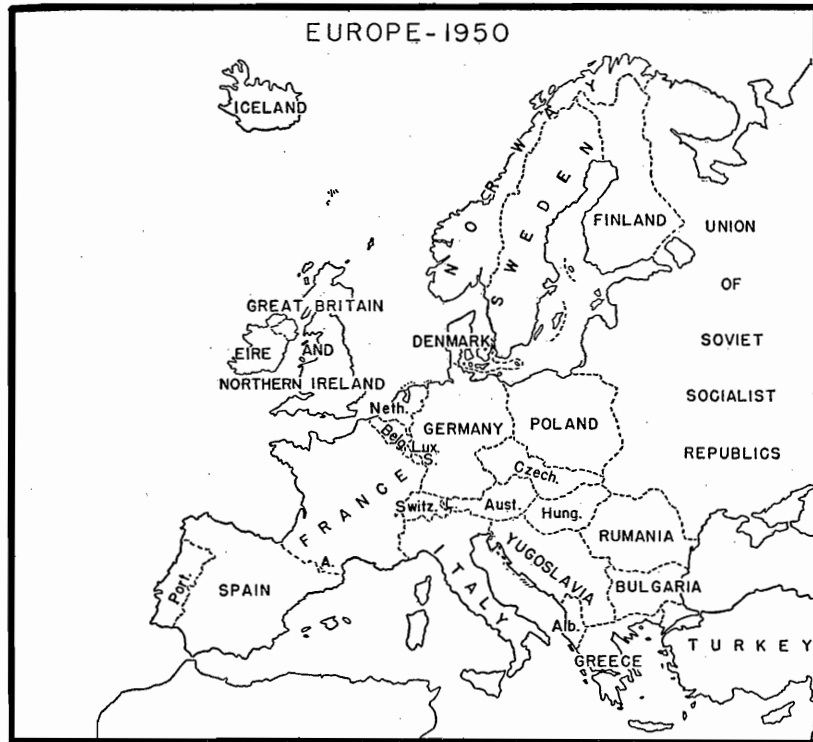 EUROPE-1950
ICELAND
NORWAY
SWEDEN
FINLAND
UNION
OF
SOVIET
SOCIALIST
REPUBLICS
GREAT BRITAIN
AND
NORTHERN IRELAND
EIRE
DENMARK
Neth.
Belg.
Lux.
S.
GERMANY
POLAND
Czech.
FRANCE
Switz.
L.
Aust.
Hung.
RUMANIA
ITALY
YUGOSLAVIA
BULGARIA
A.
Port.
SPAIN
Alb.
GREECE
TURKEY